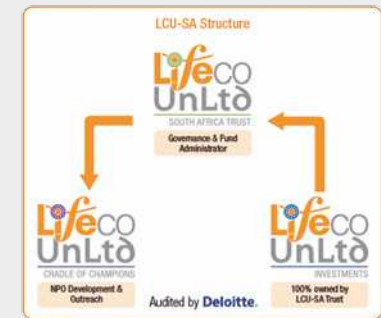 LCU-SA Structure
Lifeco
UnLtd
SOUTH AFRICA TRUST
Governance & Fund
Administrator
Lifeco
UnLtd
CRADLE OF CHAMPIONS
NPO Development &
Outreach
Lifeco
UnLtd
INVESTMENTS
100% owned by
LCU-SA Trust
Audited by Deloitte.